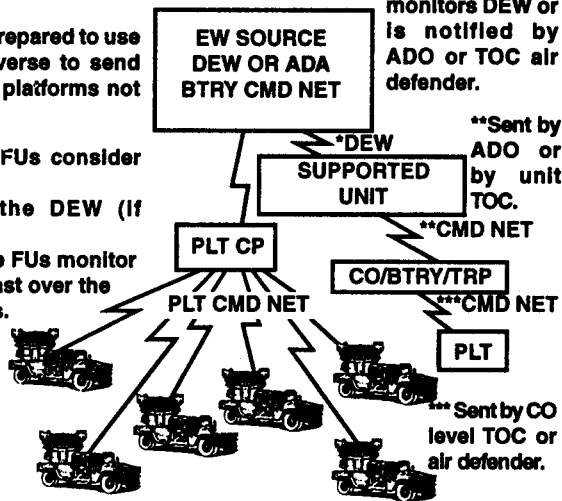 repared to use
verse to send
platforms not
FUs consider
the DEW (If
e FUs monitor
ast over the
s.
EW SOURCE
DEW OR ADA
BTRY CMD NET
monitors DEW or
is notified by
ADO or TOC air
defender.
*DEW
SUPPORTED
UNIT
**Sent by
ADO or
by unit
TOC.
**CMD NET
PLT CP
CO/BTRY/TRP
PLT CMD NET
***CMD NET
PLT
*** Sent by CO
level TOC or
air defender.